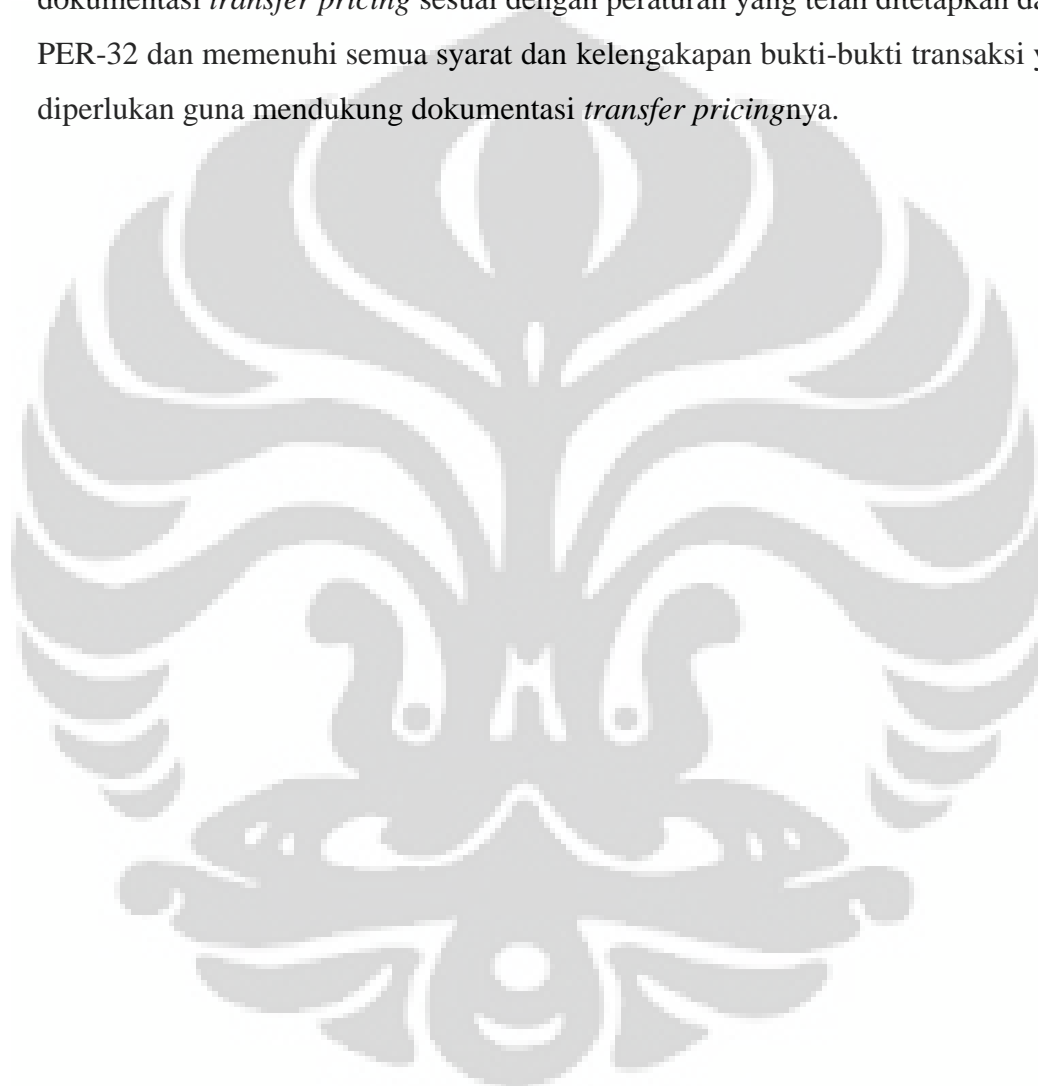 dokumentasi transfer pricing sesuai dengan peraturan yang telah ditetapkan
PER-32 dan memenuhi semua syarat dan kelengakapan bukti-bukti transaksi
diperlukan guna mendukung dokumentasi transfer pricingnya.